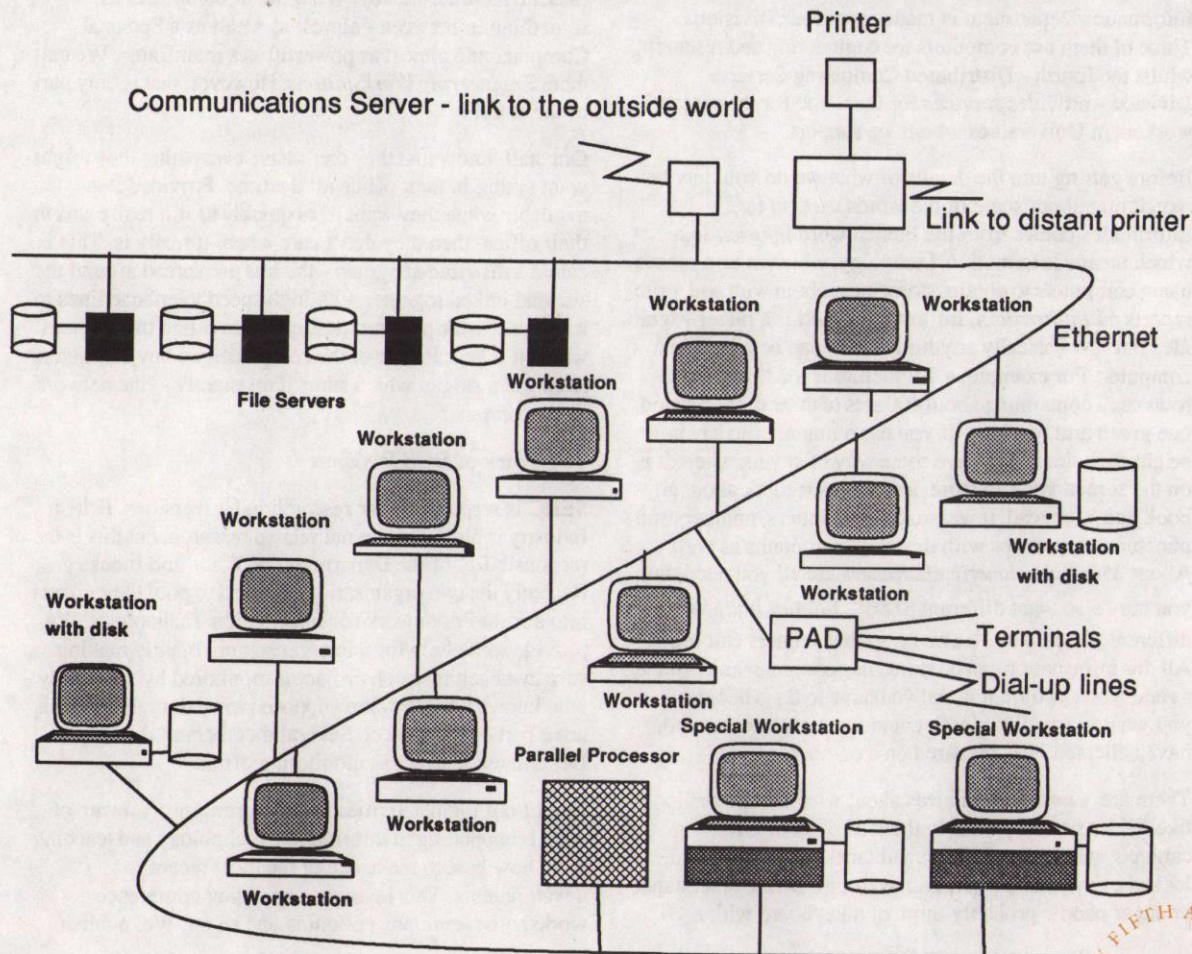 Printer
Communications Server - link to the outside world
Link to distant printer
Workstation
Workstation
Ethernet
Workstation
File Servers
Workstation
Workstation
Workstation
with disk
Workstation
Workstation
with disk
PAD
Terminals
Dial-up lines
Workstation
Special Workstation
Special Workstation
Parallel Processor
Workstation
Workstation
FIFTH A